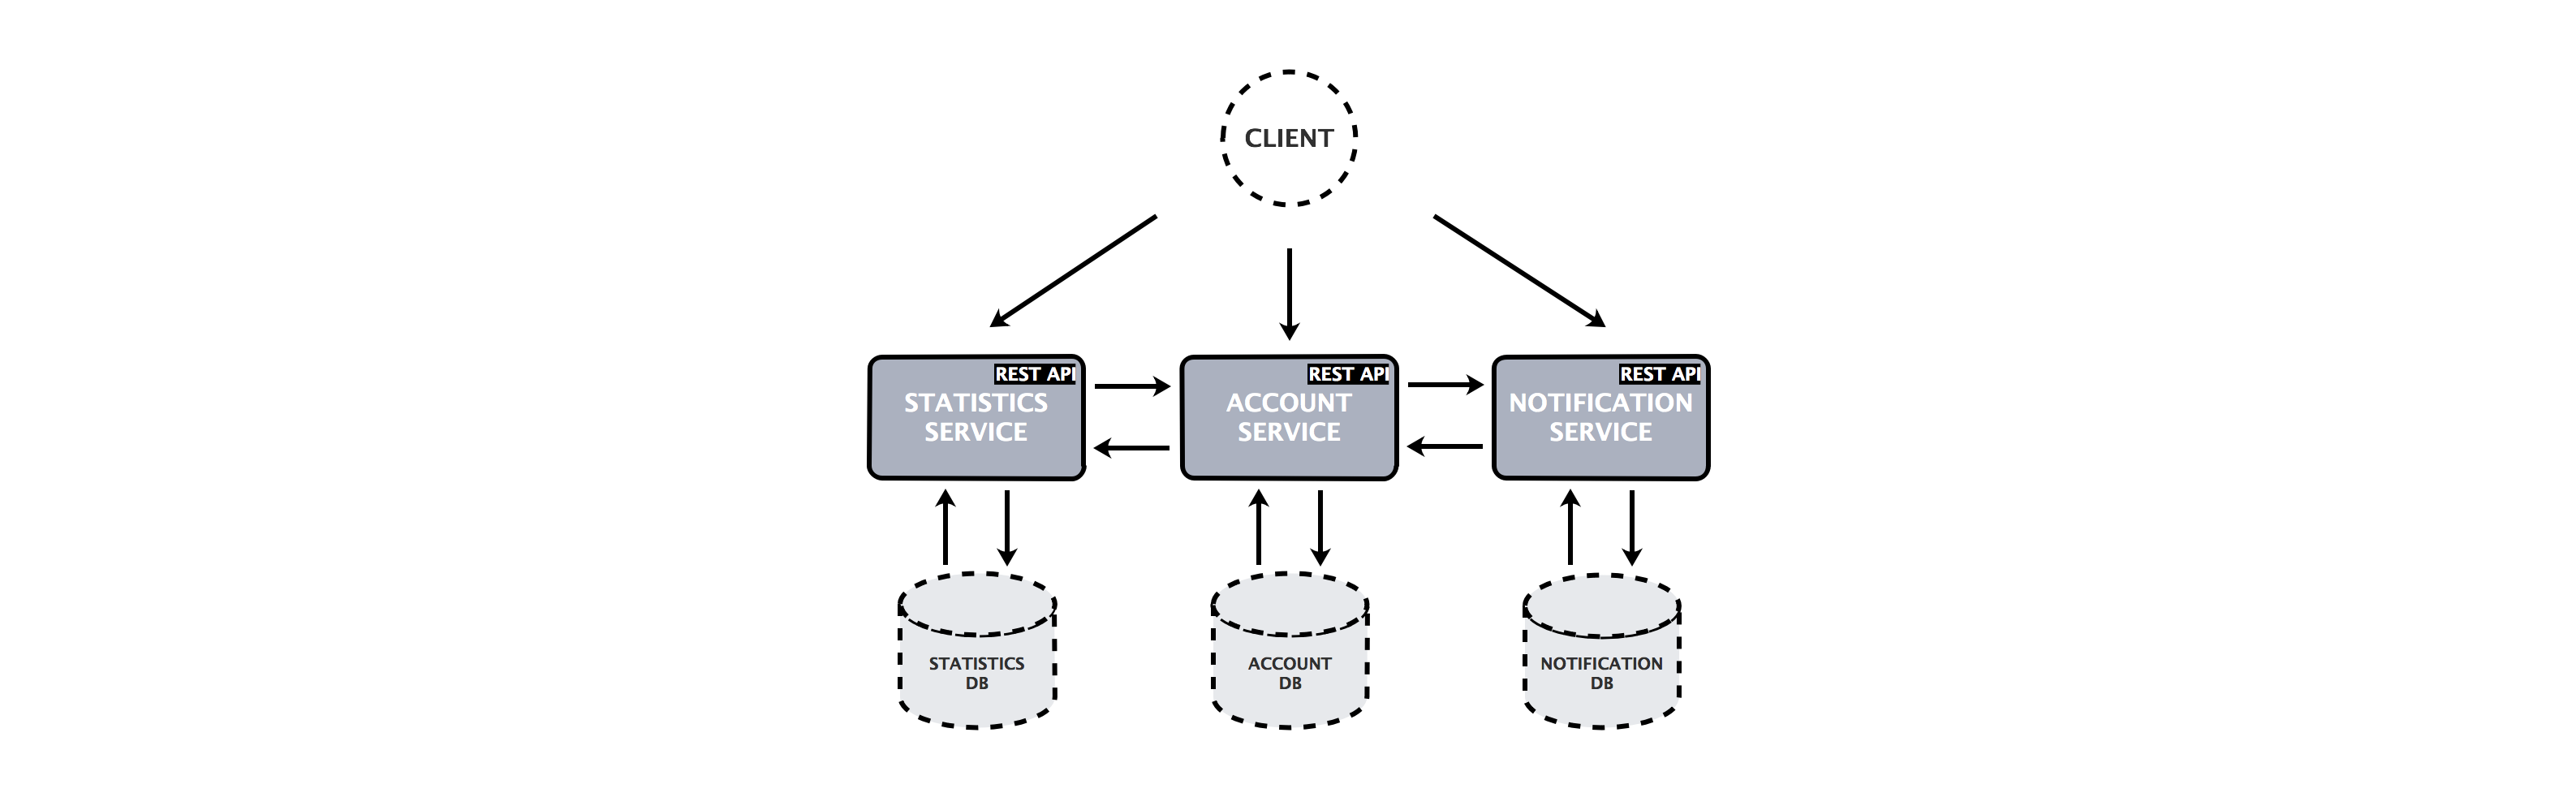 CLIENT
REST API
STATISTICS
SERVICE
REST API
ACCOUNT
SERVICE
REST API
NOTIFICATION
SERVICE
STATISTICS
DB
ACCOUNT
DB
NOTIFICATION
DB